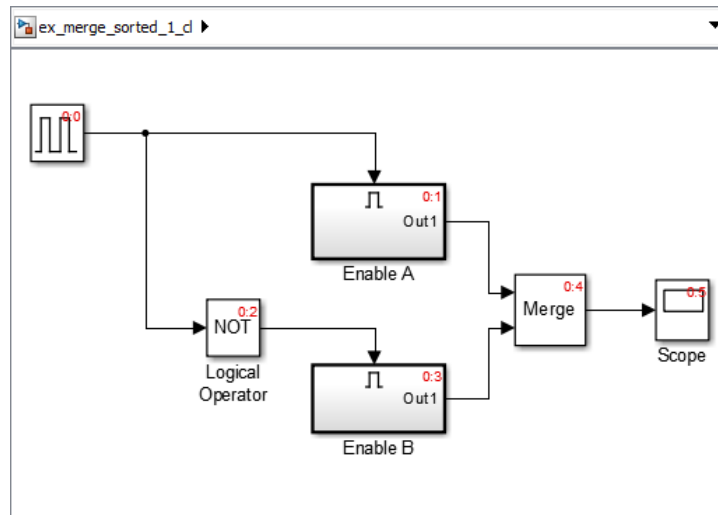 ex_merge_sorted_1_cl
0:0
0:1
Out1
Enable A
0:2
NOT
Logical
Operator
0:3
Out1
Enable B
0:4
Merge
0:5
Scope